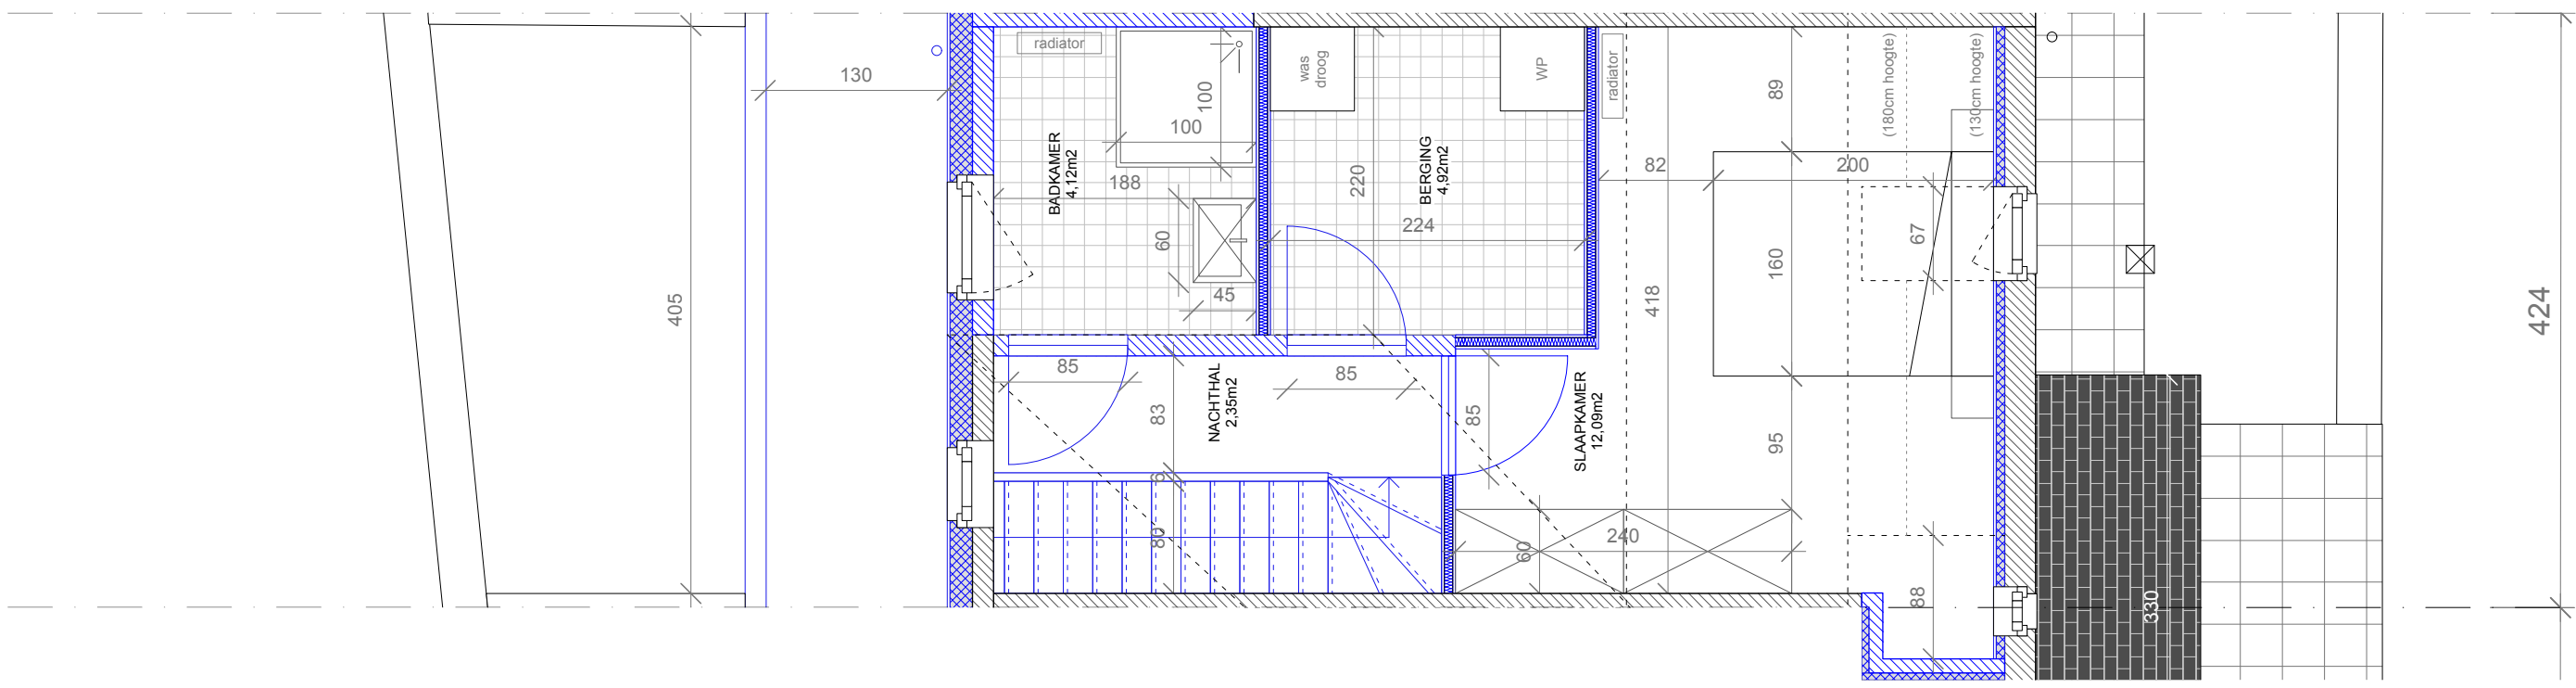 radiator
130
100
100
BADKAMER
4,12m2
188
60
45
405
was
droog
WP
220
BERGING
4,92m2
224
radiator
89
(180cm hoogte)
(130cm hoogte)
82
200
67
160
418
424
85
83
NACHTHAL
2,35m2
85
85
SLAAPKAMER
12,09m2
95
6
80
60
240
88
330